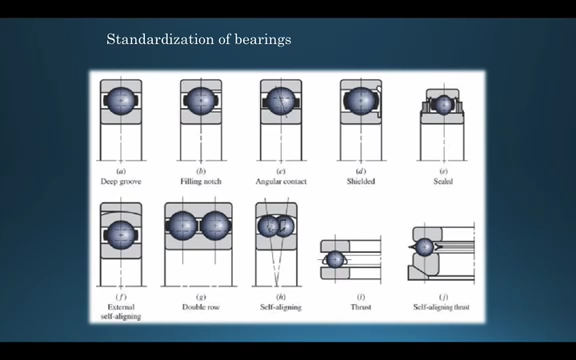 Standardization of bearings
(a) (b) (c) (d) (e)
Deep groove Filling notch Angular contact Shielded Sealed
(f) (g) (h) (i) (j)
External Double row Self-aligning Thrust Self-aligning thrust
self-aligning